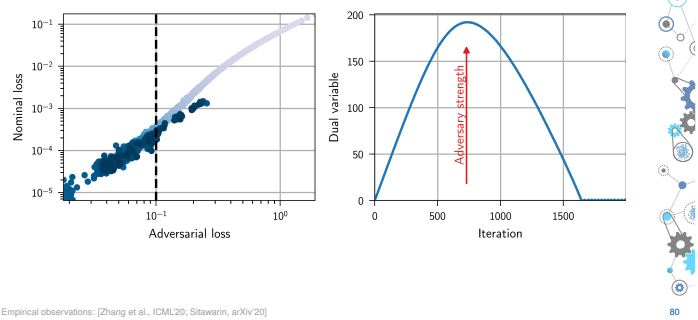 10⁻¹
10⁻²
10⁻³
10⁻⁴
10⁻⁵
Nominal loss
10⁻¹
10⁰
Adversarial loss
200
150
100
50
0
Dual variable
Adversary strength
0
500
1000
1500
Iteration
Empirical observations: [Zhang et al., ICML'20; Sitawarin, arXiv'20]
80